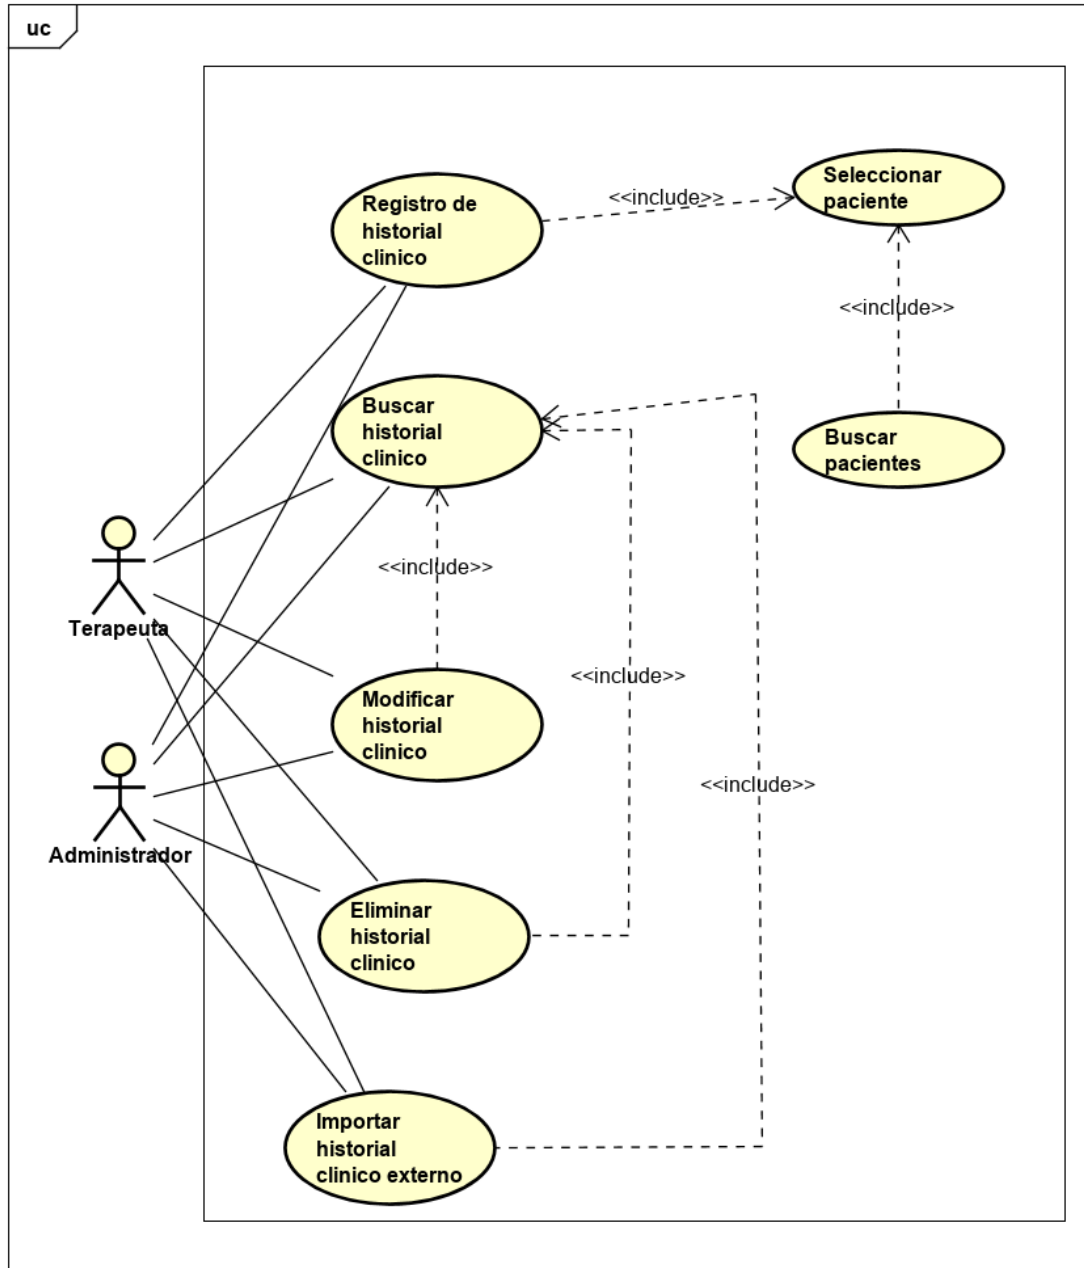 uc
Registro de
historial
clinico
<<include>>
Seleccionar
paciente
<<include>>
Buscar
historial
clinico
Buscar
pacientes
<<include>>
Terapeuta
Modificar
historial
clinico
<<include>>
<<include>>
Administrador
Eliminar
historial
clinico
Importar
historial
clinico externo